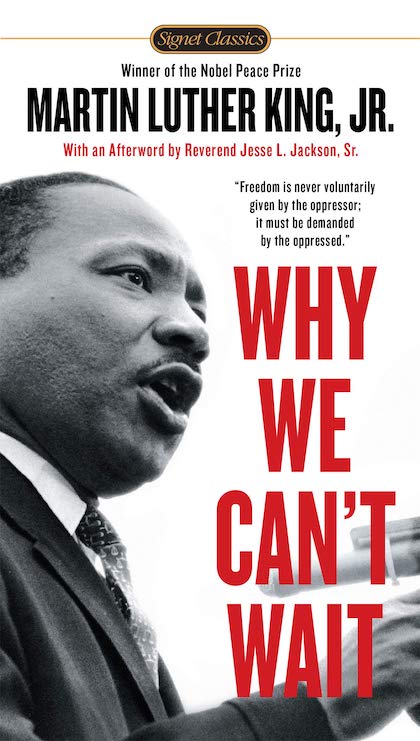 Signet Classics
Winner of the Nobel Peace Prize
MARTIN LUTHER KING, JR.
With an Afterword by Reverend Jesse L. Jackson, Sr.
“Freedom is never voluntarily
given by the oppressor;
it must be demanded
by the oppressed.”
WHY
WE
CAN'T
WAIT